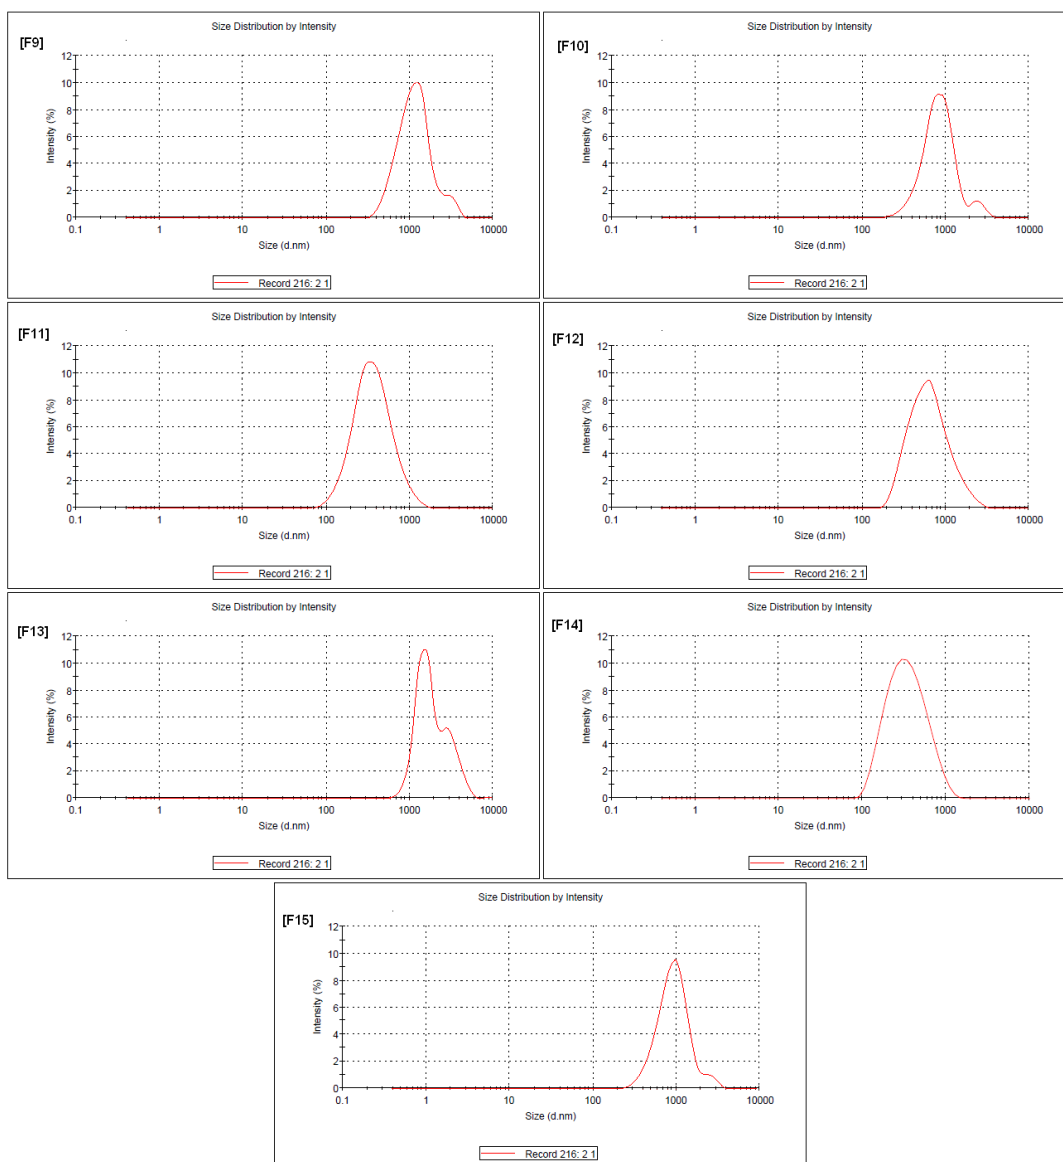 Size Distribution by Intensity
[F9]
12
10
8
6
4
2
0
Intensity (%)
0.1 1 10 100 1000 10000
Size (d.nm)
Record 216: 2 1
Size Distribution by Intensity
[F10]
12
10
8
6
4
2
0
Intensity (%)
0.1 1 10 100 1000 10000
Size (d.nm)
Record 216: 2 1
Size Distribution by Intensity
[F11]
12
10
8
6
4
2
0
Intensity (%)
0.1 1 10 100 1000 10000
Size (d.nm)
Record 216: 2 1
Size Distribution by Intensity
[F12]
12
10
8
6
4
2
0
Intensity (%)
0.1 1 10 100 1000 10000
Size (d.nm)
Record 216: 2 1
Size Distribution by Intensity
[F13]
12
10
8
6
4
2
0
Intensity (%)
0.1 1 10 100 1000 10000
Size (d.nm)
Record 216: 2 1
Size Distribution by Intensity
[F14]
12
10
8
6
4
2
0
Intensity (%)
0.1 1 10 100 1000 10000
Size (d.nm)
Record 216: 2 1
Size Distribution by Intensity
[F15]
12
10
8
6
4
2
0
Intensity (%)
0.1 1 10 100 1000 10000
Size (d.nm)
Record 216: 2 1